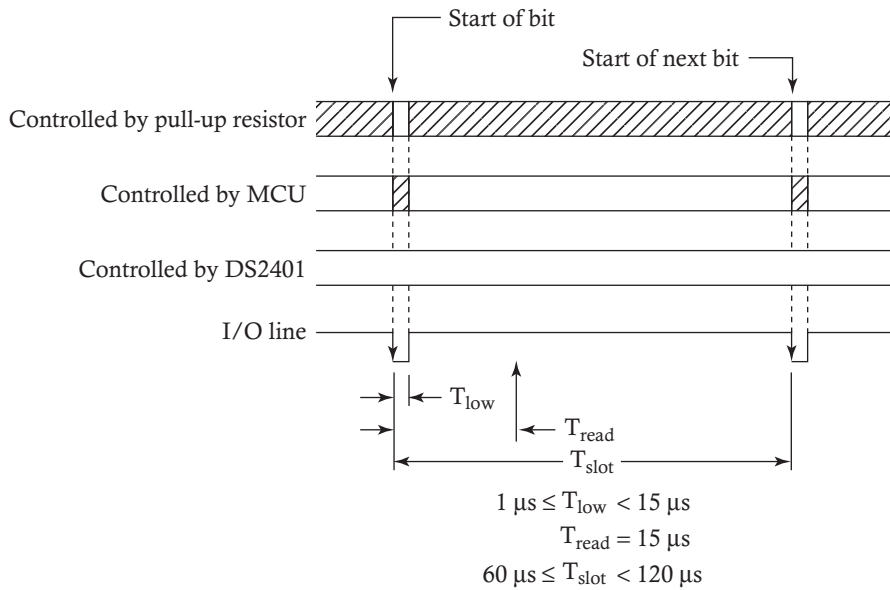 Start of bit
Start of next bit
Controlled by pull-up resistor
Controlled by MCU
Controlled by DS2401
I/O line
T_low
T_read
T_slot
1 μs ≤ T_low < 15 μs
T_read = 15 μs
60 μs ≤ T_slot < 120 μs